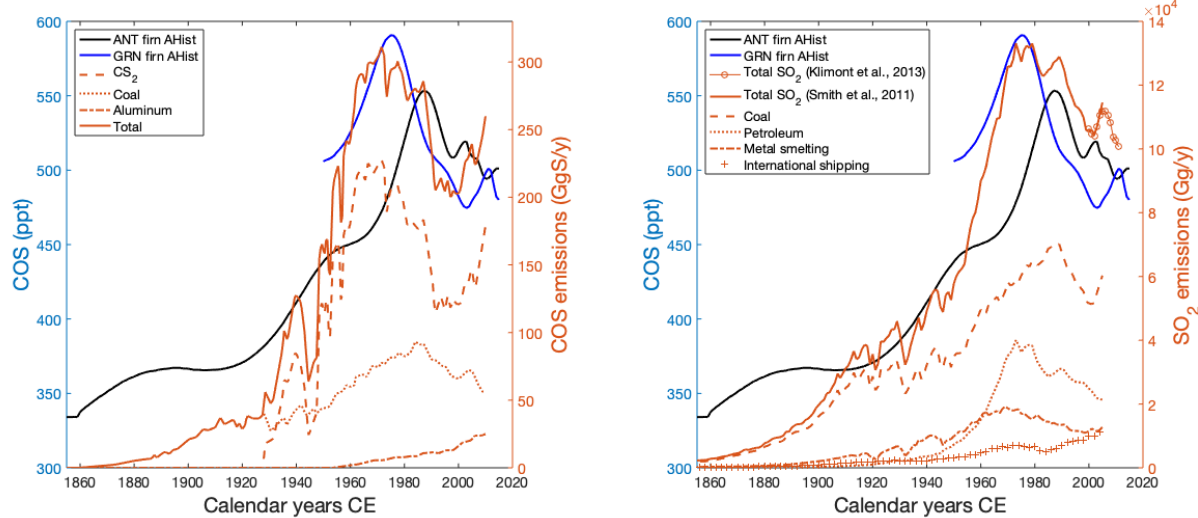 ANT firn AHist
GRN firn AHist
CS2
Coal
Aluminum
Total
600
550
500
450
400
350
300
COS (ppt)
300
250
200
150
100
50
0
COS emissions (GgS/y)
1860 1880 1900 1920 1940 1960 1980 2000 2020
Calendar years CE
×10^4
ANT firn AHist
GRN firn AHist
Total SO2 (Klimont et al., 2013)
Total SO2 (Smith et al., 2011)
Coal
Petroleum
Metal smelting
International shipping
600
550
500
450
400
350
300
COS (ppt)
14
12
10
8
6
4
2
0
SO2 emissions (Gg/y)
1860 1880 1900 1920 1940 1960 1980 2000 2020
Calendar years CE